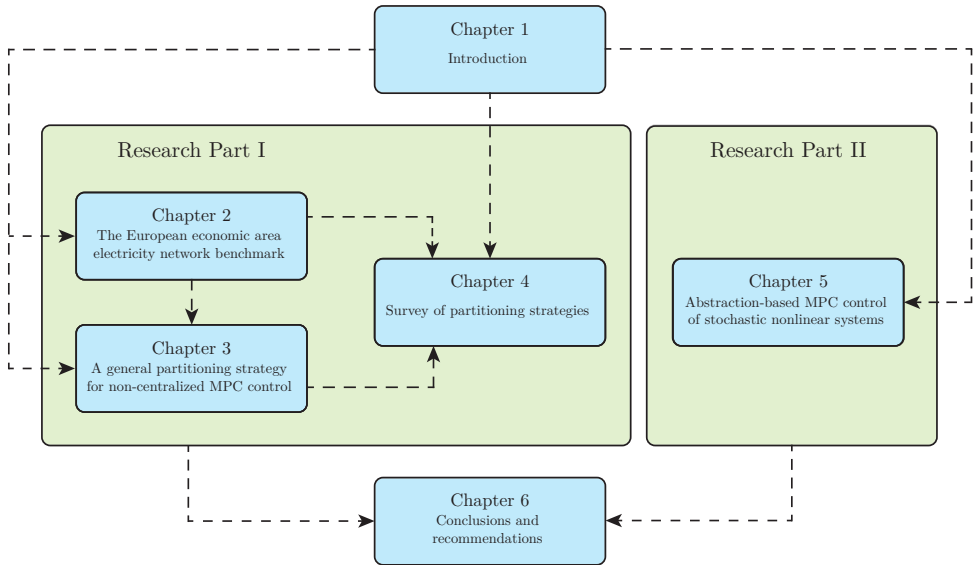 Chapter 1
Introduction
Research Part I
Research Part II
Chapter 2
The European economic area
electricity network benchmark
Chapter 3
A general partitioning strategy
for non-centralized MPC control
Chapter 4
Survey of partitioning strategies
Chapter 5
Abstraction-based MPC control
of stochastic nonlinear systems
Chapter 6
Conclusions and
recommendations